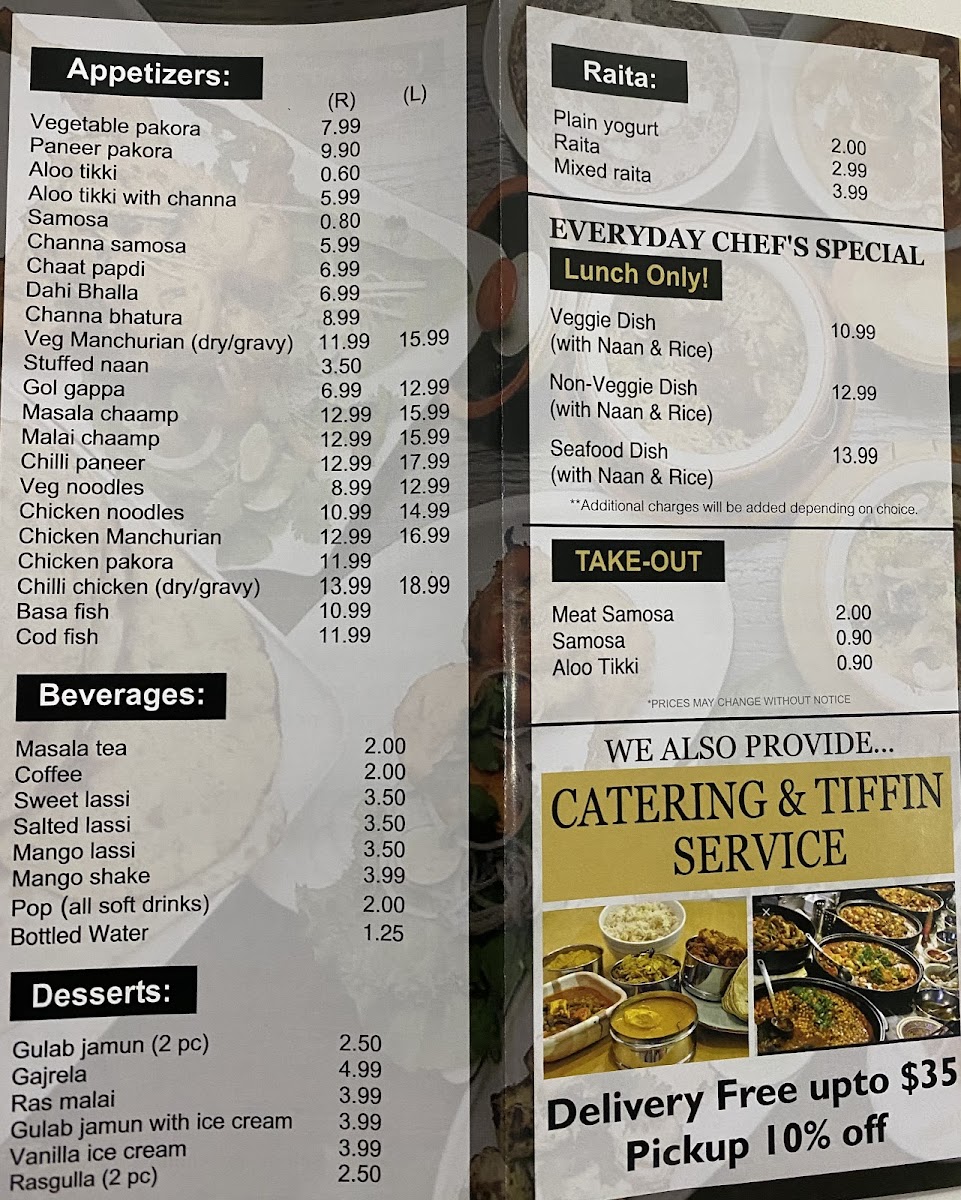 Appetizers:
(R) (L)
Vegetable pakora 7.99
Paneer pakora 9.90
Aloo tikki 0.60
Aloo tikki with channa 5.99
Samosa 0.80
Channa samosa 5.99
Chaat papdi 6.99
Dahi Bhalla 6.99
Channa bhatura 8.99
Veg Manchurian (dry/gravy) 11.99 15.99
Stuffed naan 3.50
Gol gappa 6.99 12.99
Masala chaamp 12.99 15.99
Malai chaamp 12.99 15.99
Chilli paneer 12.99 17.99
Veg noodles 8.99 12.99
Chicken noodles 10.99 14.99
Chicken Manchurian 12.99 16.99
Chicken pakora 11.99
Chilli chicken (dry/gravy) 13.99 18.99
Basa fish 10.99
Cod fish 11.99
Beverages:
Masala tea 2.00
Coffee 2.00
Sweet lassi 3.50
Salted lassi 3.50
Mango lassi 3.50
Mango shake 3.99
Pop (all soft drinks) 2.00
Bottled Water 1.25
Desserts:
Gulab jamun (2 pc) 2.50
Gajrela 4.99
Ras malai 3.99
Gulab jamun with ice cream 3.99
Vanilla ice cream 3.99
Rasgulla (2 pc) 2.50
Raita:
Plain yogurt 2.00
Raita 2.99
Mixed raita 3.99
EVERYDAY CHEF'S SPECIAL
Lunch Only!
Veggie Dish 10.99
(with Naan & Rice)
Non-Veggie Dish 12.99
(with Naan & Rice)
Seafood Dish 13.99
(with Naan & Rice)
**Additional charges will be added depending on choice.
TAKE-OUT
Meat Samosa 2.00
Samosa 0.90
Aloo Tikki 0.90
*PRICES MAY CHANGE WITHOUT NOTICE
WE ALSO PROVIDE...
CATERING & TIFFIN
SERVICE
Delivery Free upto $35
Pickup 10% off